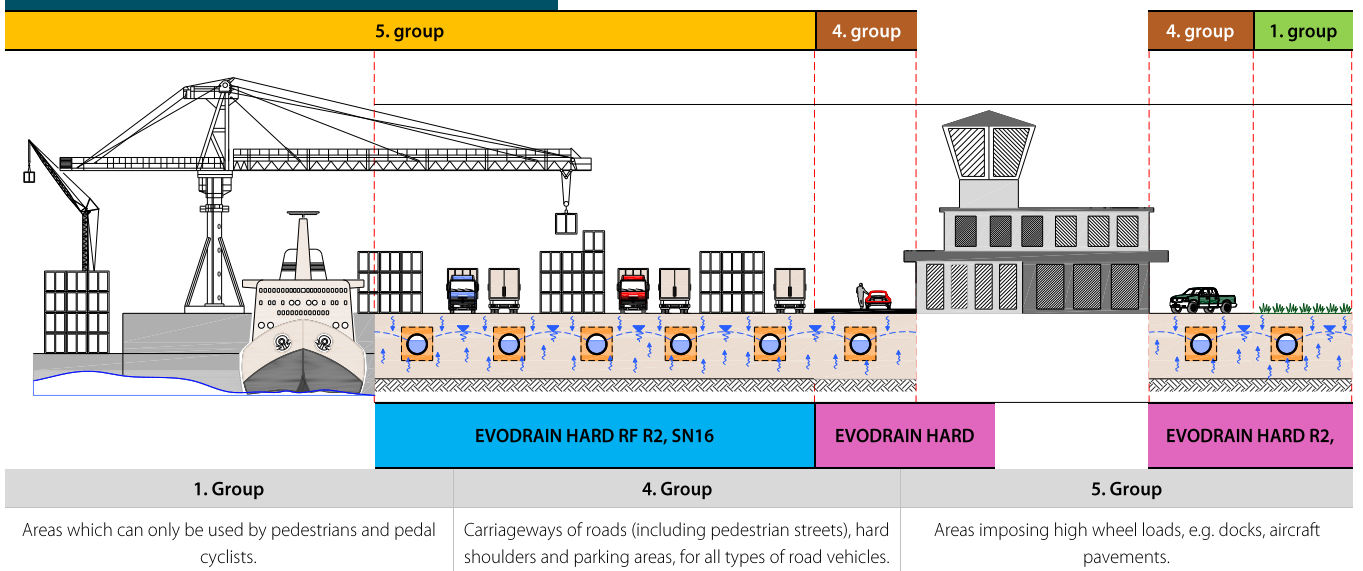 5. group
4. group
4. group
1. group
EVODRAIN HARD RF R2, SN16
EVODRAIN HARD
EVODRAIN HARD R2,
1. Group
4. Group
5. Group
Areas which can only be used by pedestrians and pedal
cyclists.
Carriageways of roads (including pedestrian streets), hard
shoulders and parking areas, for all types of road vehicles.
Areas imposing high wheel loads, e.g. docks, aircraft
pavements.